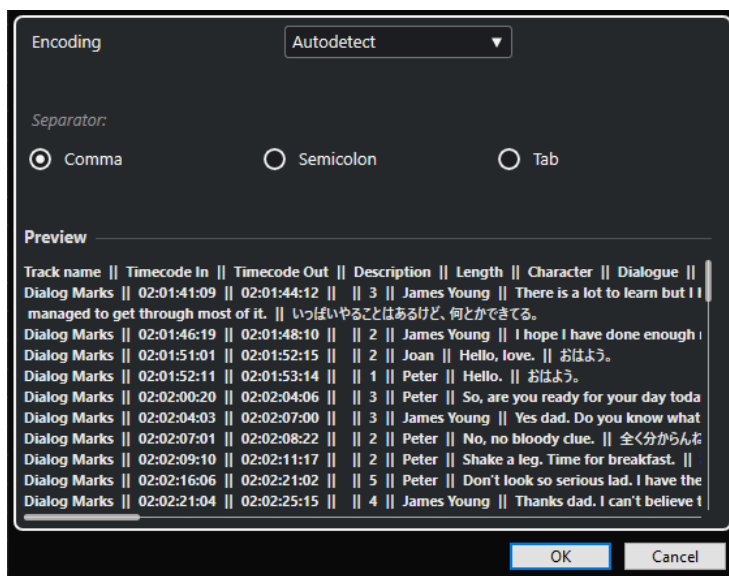 Encoding
Autodetect
Separator:
Comma
Semicolon
Tab
Preview
Track name || Timecode In || Timecode Out || Description || Length || Character || Dialogue ||
Dialog Marks || 02:01:41:09 || 02:01:44:12 || || 3 || James Young || There is a lot to learn but I
managed to get through most of it. || いっぱいやることはあるけど、何とかできてる。
Dialog Marks || 02:01:46:19 || 02:01:48:10 || || 2 || James Young || I hope I have done enough
Dialog Marks || 02:01:51:01 || 02:01:52:15 || || 2 || Joan || Hello, love. || おはよう。
Dialog Marks || 02:01:52:11 || 02:01:53:14 || || 1 || Peter || Hello. || おはよう。
Dialog Marks || 02:02:00:20 || 02:02:04:06 || || 3 || Peter || So, are you ready for your day toda
Dialog Marks || 02:02:04:03 || 02:02:07:00 || || 3 || James Young || Yes dad. Do you know what
Dialog Marks || 02:02:07:01 || 02:02:08:22 || || 2 || Peter || No, no bloody clue. || 全く分からんね
Dialog Marks || 02:02:09:10 || 02:02:11:17 || || 2 || Peter || Shake a leg. Time for breakfast. ||
Dialog Marks || 02:02:16:06 || 02:02:21:02 || || 5 || Peter || Don't look so serious lad. I have the
Dialog Marks || 02:02:21:04 || 02:02:25:15 || || 4 || James Young || Thanks dad. I can't believe t
OK
Cancel